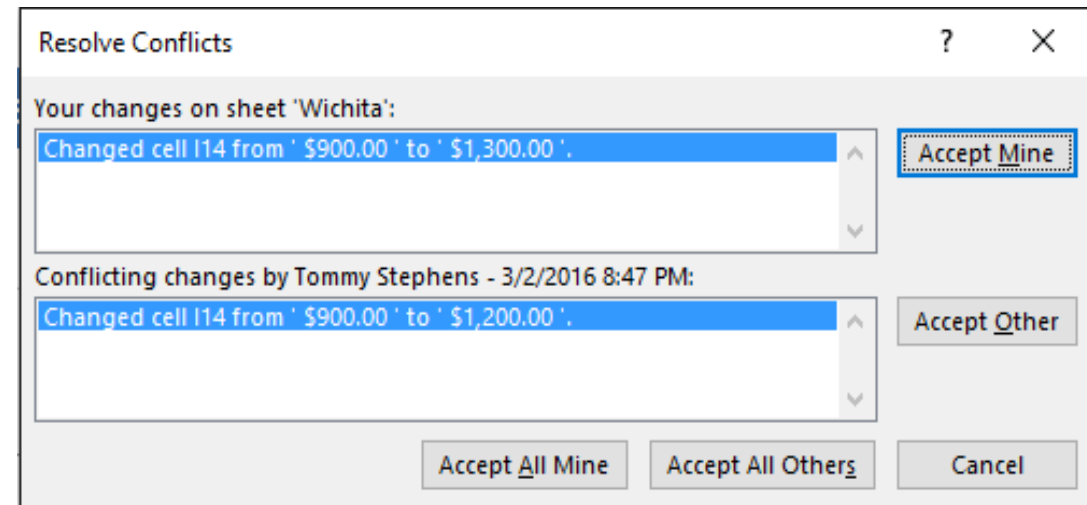 Resolve Conflicts ?
Your changes on sheet 'Wichita':
Changed cell I14 from ' $900.00 ' to ' $1,300.00 '.
Accept Mine
Conflicting changes by Tommy Stephens - 3/2/2016 8:47 PM:
Changed cell I14 from ' $900.00 ' to ' $1,200.00 '.
Accept Other
Accept All Mine Accept All Others Cancel